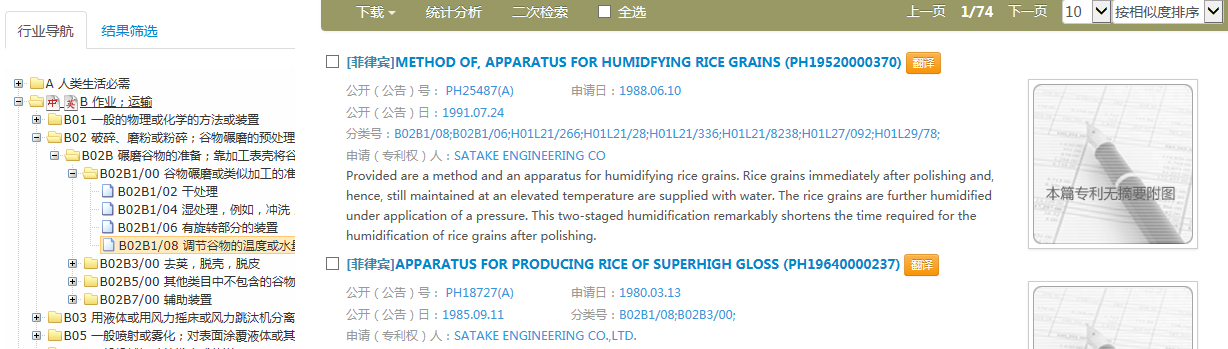 行业导航 结果筛选
A 人类生活必需
B 作业；运输
B01 一般的物理或化学的方法或装置
B02 破碎、磨粉或粉碎；谷物碾磨的预处理
B02B 碾磨谷物的准备；靠加工表壳将谷
B02B1/00 谷物碾磨或类似加工的准
B02B1/02 干处理
B02B1/04 湿处理，例如，冲洗
B02B1/06 有旋转部分的装置
B02B1/08 调节谷物的温度或水
B02B3/00 去荚，脱壳，脱皮
B02B5/00 其他类目中不包含的谷物
B02B7/00 辅助装置
B03 用液体或用风力摇床或风力跳汰机分离
B05 一般喷射或雾化；对表面涂覆液体或其
下载 统计分析 二次检索 全选 上一页 1/74 下一页 10 按相似度排序
[菲律宾]METHOD OF, APPARATUS FOR HUMIDFYING RICE GRAINS (PH19520000370) 翻译
公开（公告）号： PH25487(A) 申请日：1988.06.10
公开（公告）日：1991.07.24
分类号：B02B1/08;B02B1/06;H01L21/266;H01L21/28;H01L21/336;H01L21/8238;H01L27/092;H01L29/78;
申请（专利权）人：SATAKE ENGINEERING CO
Provided are a method and an apparatus for humidifying rice grains. Rice grains immediately after polishing and,
hence, still maintained at an elevated temperature are supplied with water. The rice grains are further humidified
under application of a pressure. This two-staged humidification remarkably shortens the time required for the
humidification of rice grains after polishing.
本篇专利无摘要附图
[菲律宾]APPARATUS FOR PRODUCING RICE OF SUPERHIGH GLOSS (PH19640000237) 翻译
公开（公告）号： PH18727(A) 申请日：1980.03.13
公开（公告）日：1985.09.11 分类号：B02B1/08;B02B3/00;
申请（专利权）人：SATAKE ENGINEERING CO.,LTD.